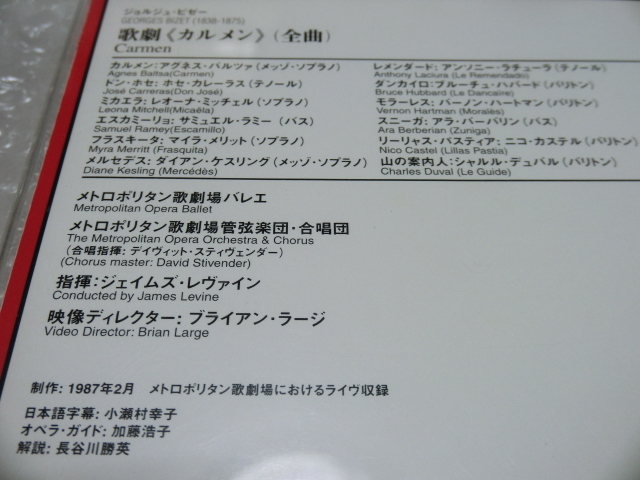 ジョルジュ・ビゼー
GEORGES BIZET (1838-1875)
歌劇《カルメン》(全曲)
Carmen
カルメン:アグネス・バルツァ(メッゾ・ソプラノ)
Agnes Baltsa(Carmen)
ドン・ホセ:ホセ・カレーラス(テノール)
José Carreras(Don José)
ミカエラ:レオーナ・ミッチェル(ソプラノ)
Leona Mitchell(Micaëla)
エスカミーリョ:サミュエル・ラミー(バス)
Samuel Ramey(Escamillo)
フラスキータ:マイラ・メリット(ソプラノ)
Myra Merritt(Frasquita)
メルセデス:ダイアン・ケスリング(メッゾ・ソプラノ)
Diane Kesling(Mercédès)
レメンダード:アンソニー・ラチューラ(テノール)
Anthony Laciura(Le Remendado)
ダンカイロ:ブルーチュ・ハバード(バリトン)
Bruce Hubbard(Le Dancaire)
モラーレス:バーノン・ハートマン(バリトン)
Vernon Hartman(Moralès)
スニーガ:アラ・バーバリン(バス)
Ara Berberian(Zuniga)
リーリャス・パスティア:ニコ・カステル(バリトン)
Nico Castel(Lillas Pastia)
山の案内人:シャルル・デュバル(バリトン)
Charles Duval(Le Guide)
メトロポリタン歌劇場バレエ
Metropolitan Opera Ballet
メトロポリタン歌劇場管弦楽団・合唱団
The Metropolitan Opera Orchestra & Chorus
(合唱指揮:デイヴィット・スティヴェンダー)
(Chorus master: David Stivender)
指揮:ジェイムズ・レヴァイン
Conducted by James Levine
映像ディレクター:ブライアン・ラージ
Video Director: Brian Large
制作:1987年2月 メトロポリタン歌劇場におけるライヴ収録
日本語字幕:小瀬村幸子
オペラ・ガイド:加藤浩子
解説:長谷川勝英